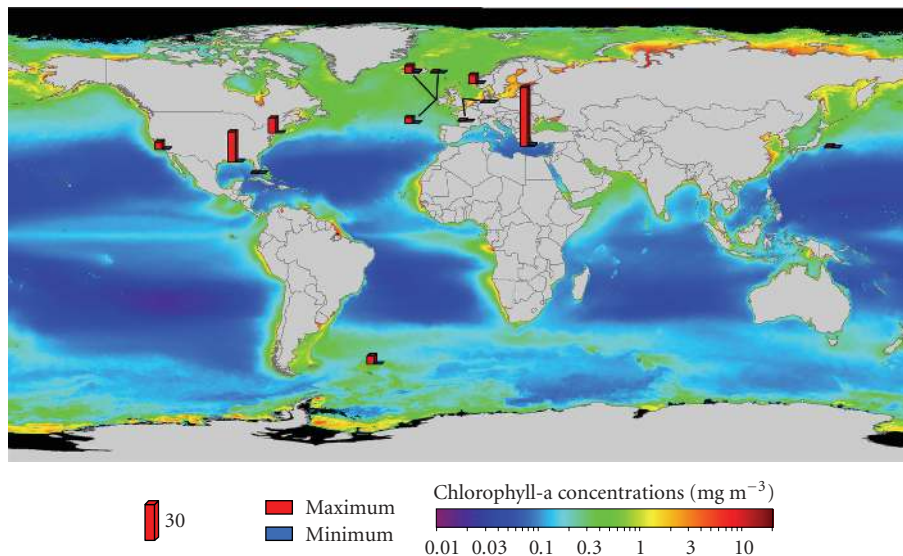 30
Maximum
Minimum
Chlorophyll-a concentrations (mg m⁻³)
0.01 0.03 0.1 0.3 1 3 10